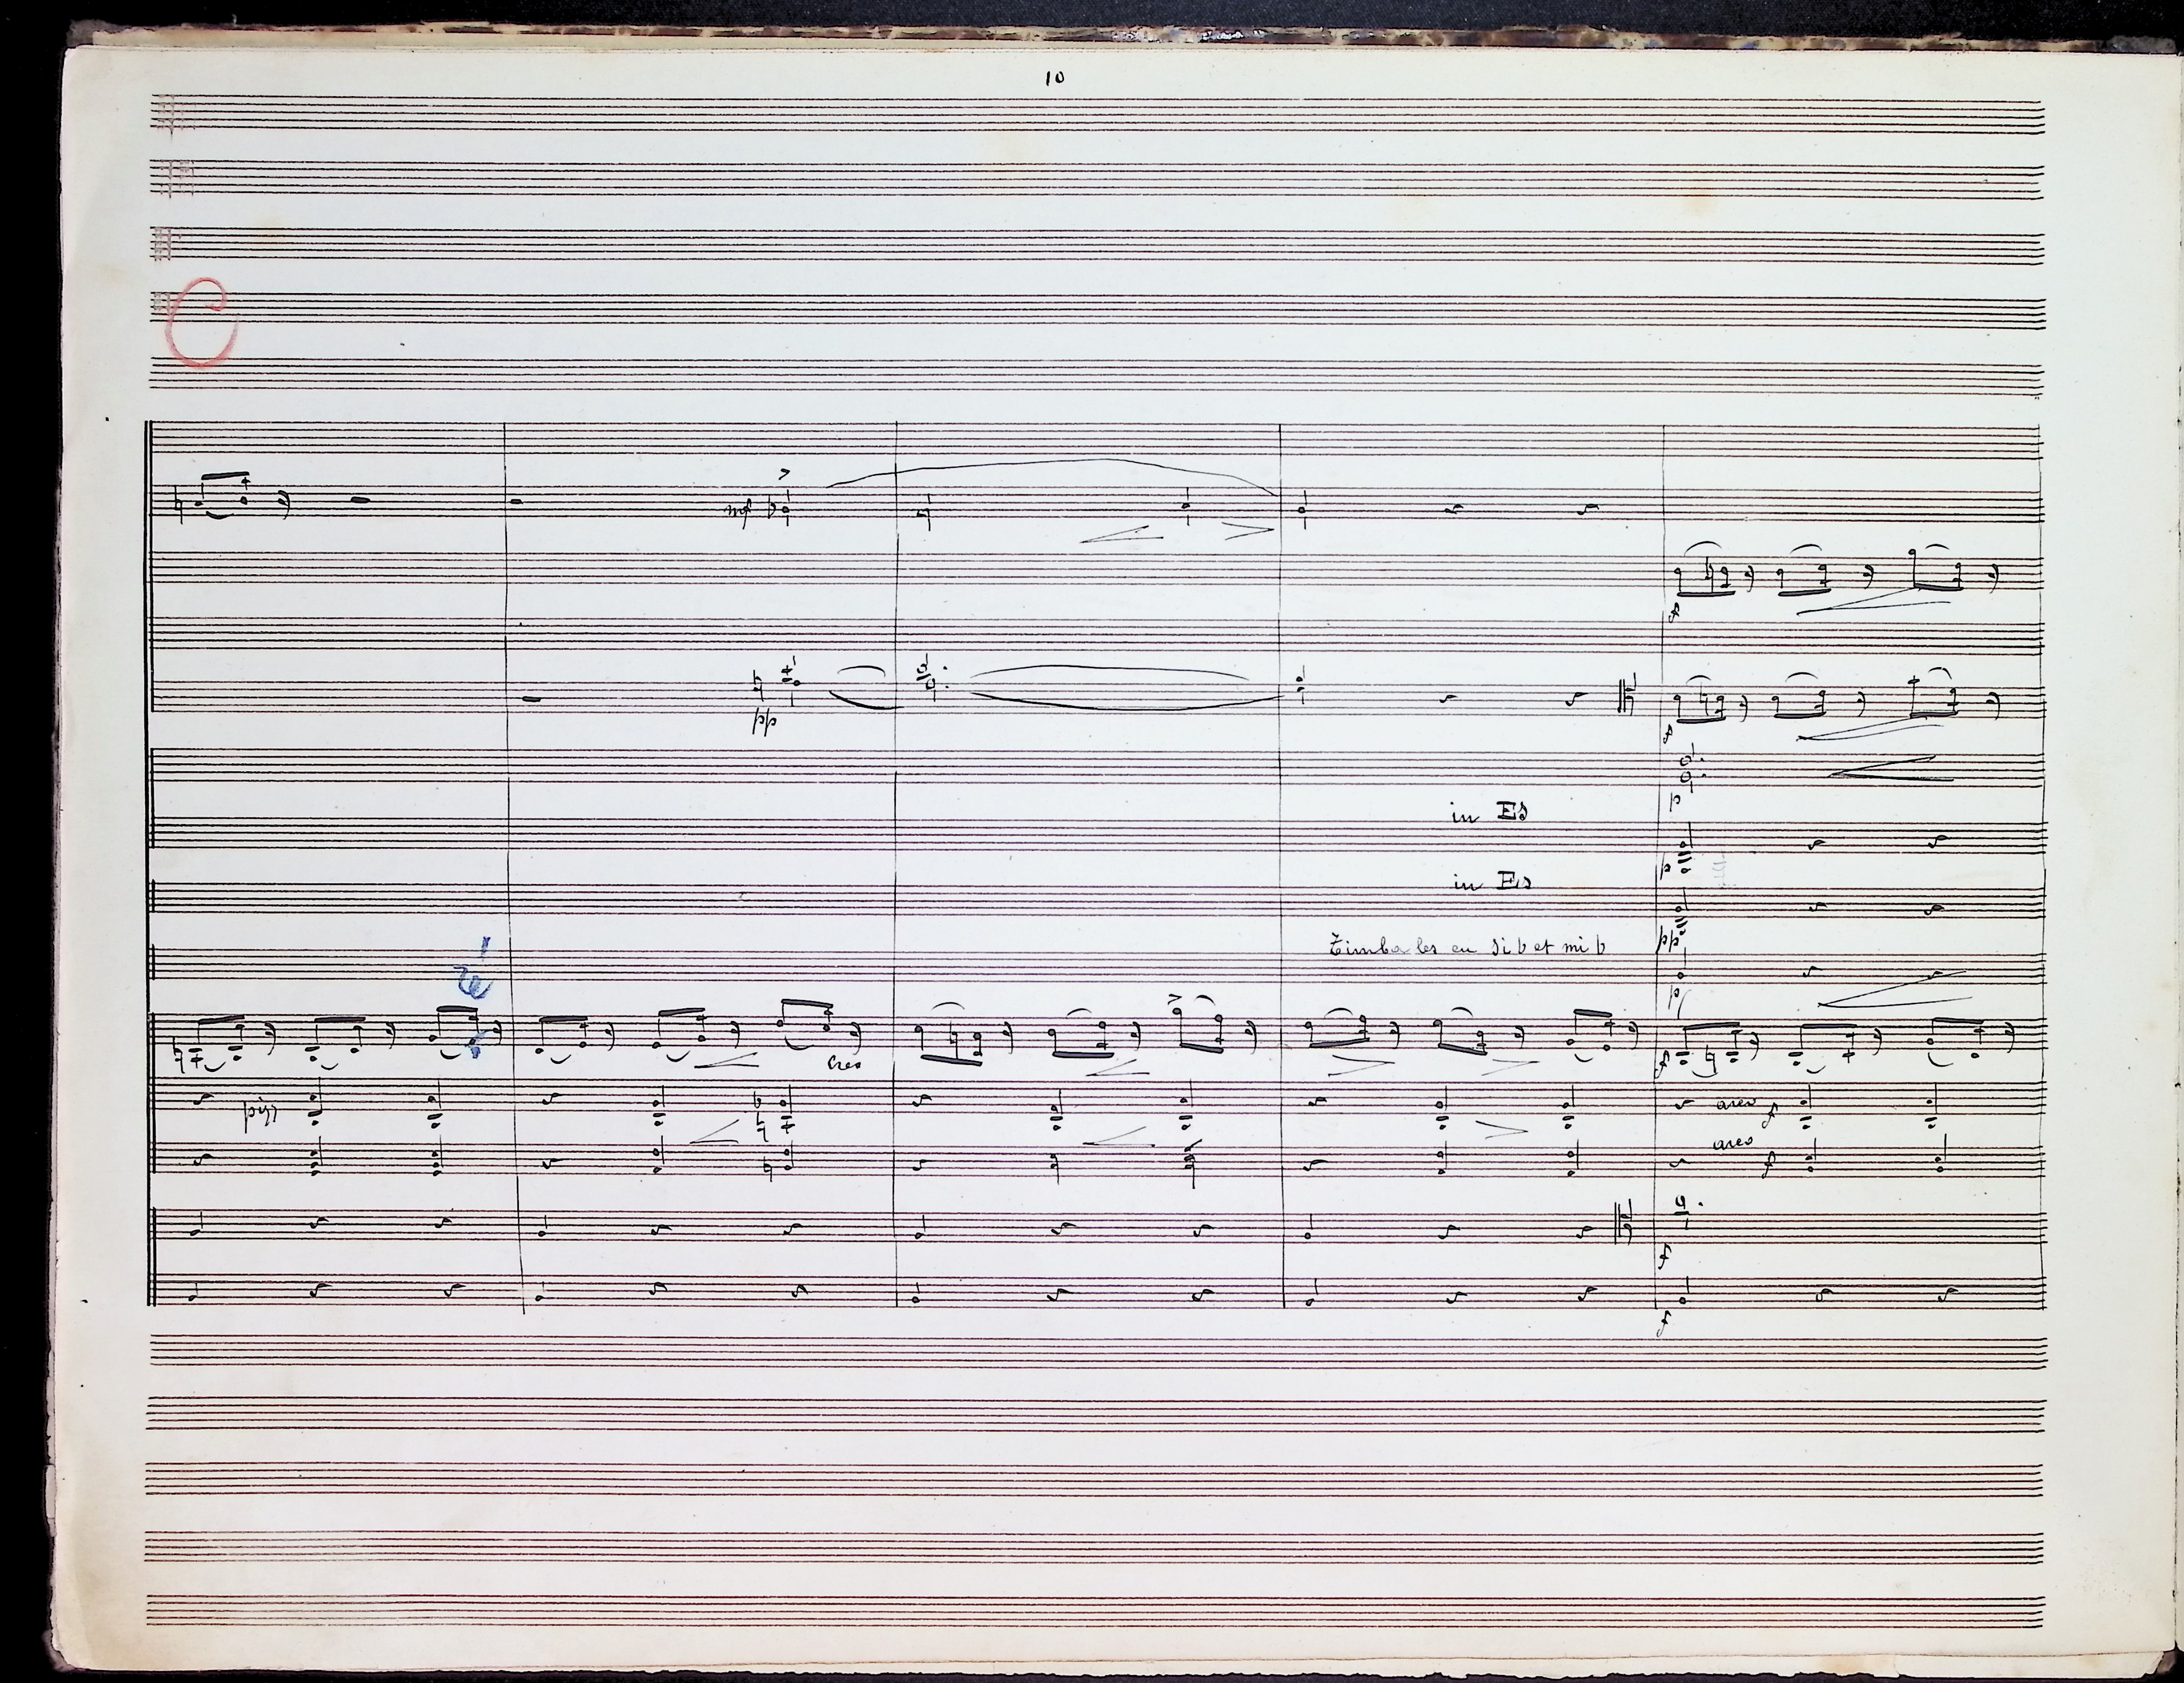 10
C
mf
f
pp
f
p
in Es
p
in Es
pp
Timbales en si b et mi b
p
cres
f
pizz
arco f
arco
f
f
f